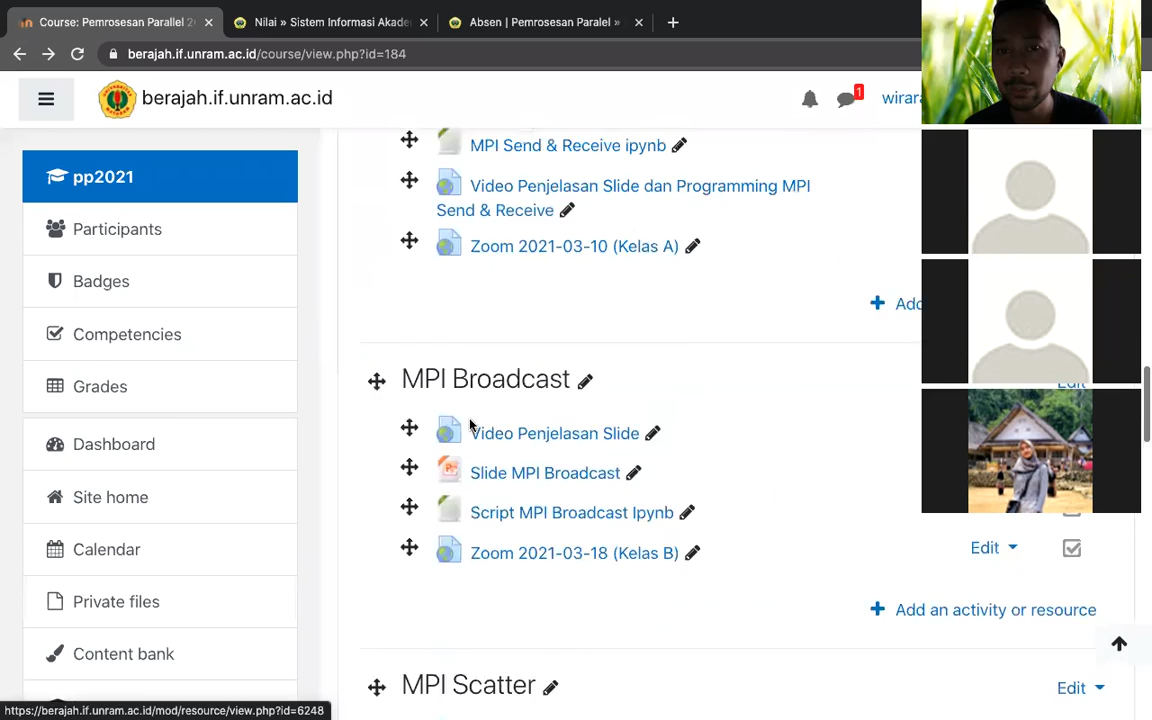 Course: Pemrosesan Parallel 2
Nilai » Sistem Informasi Akade
Absen | Pemrosesan Paralel »
berajah.if.unram.ac.id/course/view.php?id=184
berajah.if.unram.ac.id
1
wirara
pp2021
Participants
Badges
Competencies
Grades
Dashboard
Site home
Calendar
Private files
Content bank
MPI Send & Receive ipynb
Video Penjelasan Slide dan Programming MPI
Send & Receive
Zoom 2021-03-10 (Kelas A)
Add
MPI Broadcast
Edit
Video Penjelasan Slide
Slide MPI Broadcast
Script MPI Broadcast Ipynb
Zoom 2021-03-18 (Kelas B)
Edit
Add an activity or resource
MPI Scatter
Edit
https://berajah.if.unram.ac.id/mod/resource/view.php?id=6248